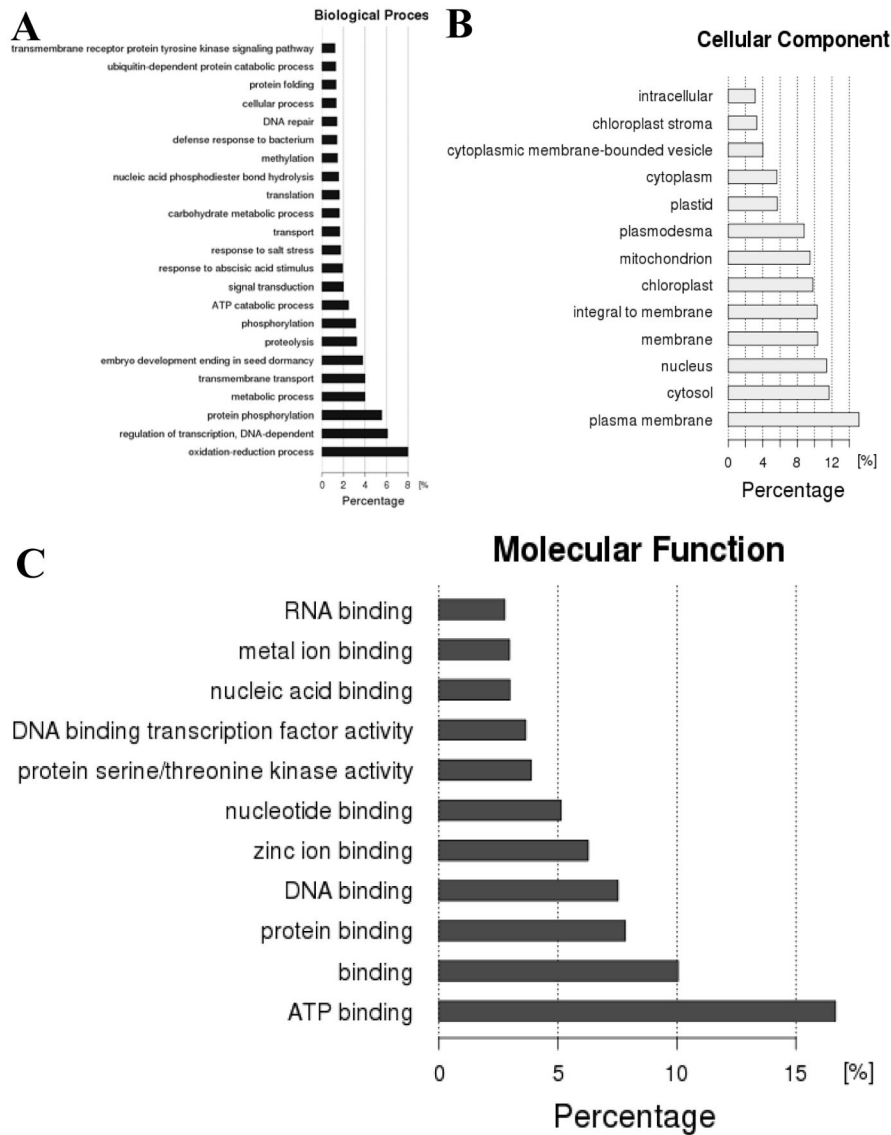 A
Biological Proces
transmembrane receptor protein tyrosine kinase signaling pathway
ubiquitin-dependent protein catabolic process
protein folding
cellular process
DNA repair
defense response to bacterium
methylation
nucleic acid phosphodiester bond hydrolysis
translation
carbohydrate metabolic process
transport
response to salt stress
response to abscisic acid stimulus
signal transduction
ATP catabolic process
phosphorylation
proteolysis
embryo development ending in seed dormancy
transmembrane transport
metabolic process
protein phosphorylation
regulation of transcription, DNA-dependent
oxidation-reduction process
0 2 4 6 8 [%
Percentage
B
Cellular Component
intracellular
chloroplast stroma
cytoplasmic membrane-bounded vesicle
cytoplasm
plastid
plasmodesma
mitochondrion
chloroplast
integral to membrane
membrane
nucleus
cytosol
plasma membrane
0 4 8 12 [%]
Percentage
C
Molecular Function
RNA binding
metal ion binding
nucleic acid binding
DNA binding transcription factor activity
protein serine/threonine kinase activity
nucleotide binding
zinc ion binding
DNA binding
protein binding
binding
ATP binding
0 5 10 15 [%]
Percentage